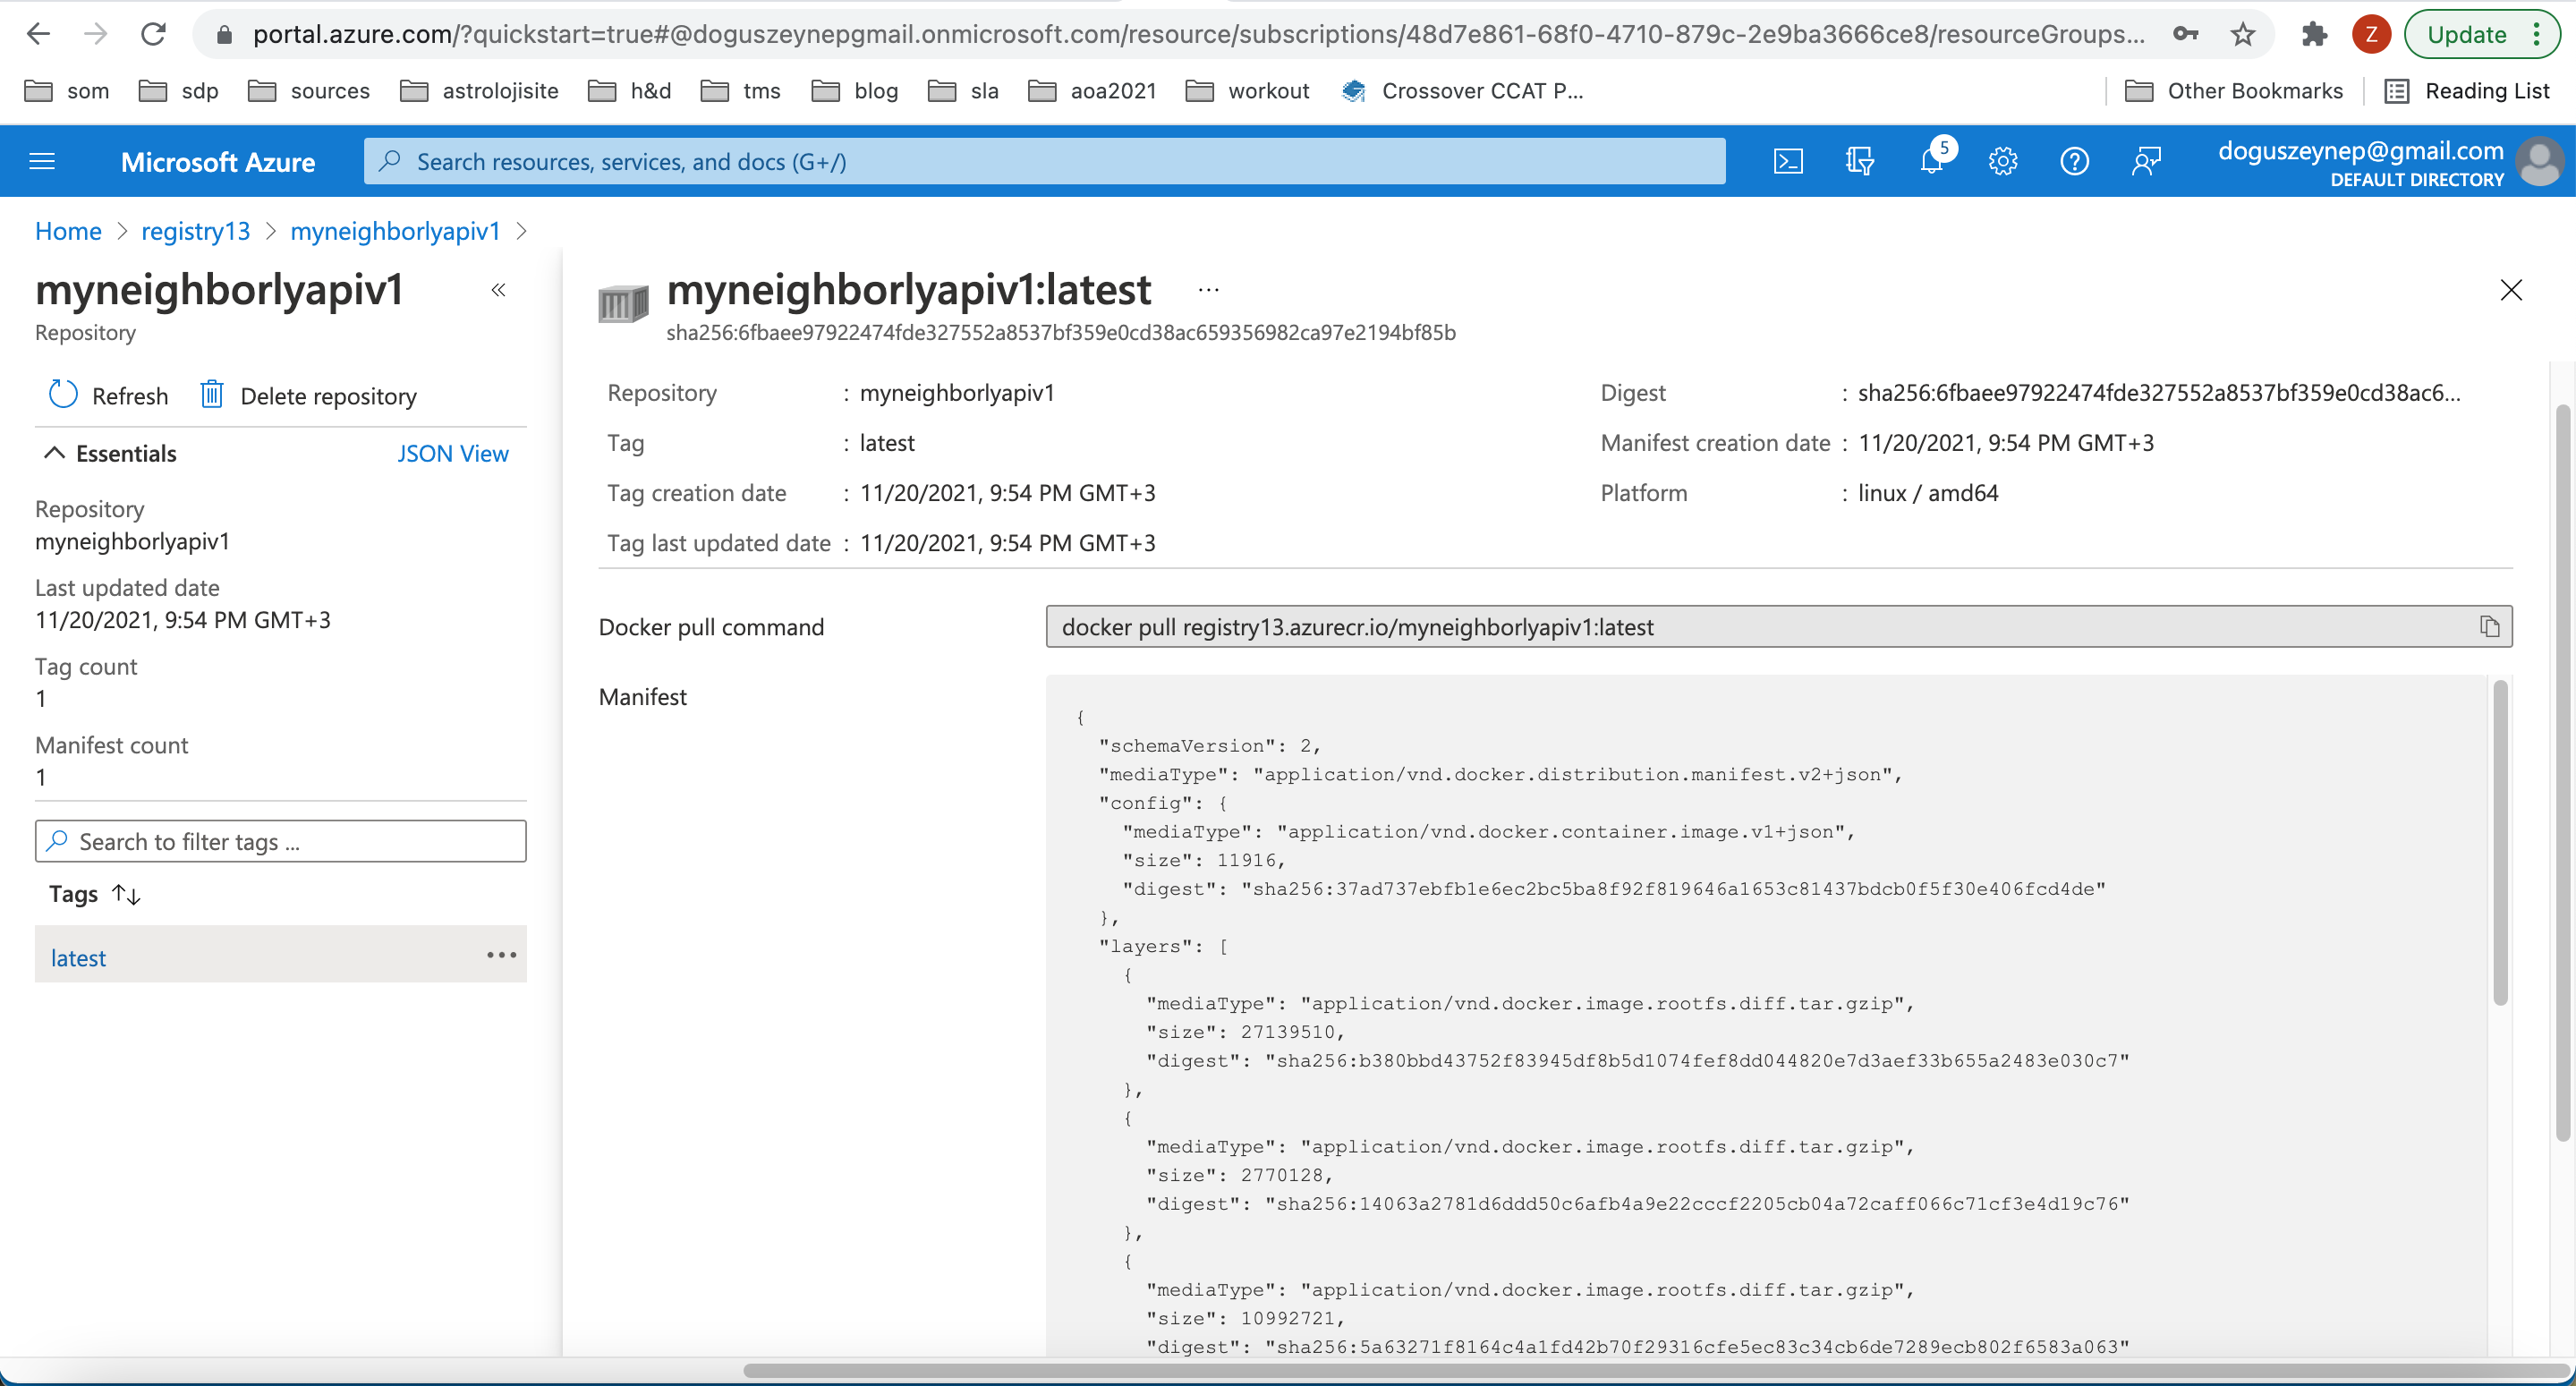 portal.azure.com/?quickstart=true#@doguszeynepgmail.onmicrosoft.com/resource/subscriptions/48d7e861-68f0-4710-879c-2e9ba3666ce8/resourceGroups...
Z
Update
som
sdp
sources
astrolojisite
h&d
tms
blog
sla
aoa2021
workout
Crossover CCAT P...
Other Bookmarks
Reading List
Microsoft Azure
Search resources, services, and docs (G+/)
5
doguszeynep@gmail.com
DEFAULT DIRECTORY
Home > registry13 > myneighborlyapiv1 >
myneighborlyapiv1
«
Repository
Refresh
Delete repository
Essentials
JSON View
Repository
myneighborlyapiv1
Last updated date
11/20/2021, 9:54 PM GMT+3
Tag count
1
Manifest count
1
Search to filter tags ...
Tags ↑↓
latest
...
myneighborlyapiv1:latest
...
sha256:6fbaee97922474fde327552a8537bf359e0cd38ac659356982ca97e2194bf85b
Repository : myneighborlyapiv1
Tag : latest
Tag creation date : 11/20/2021, 9:54 PM GMT+3
Tag last updated date : 11/20/2021, 9:54 PM GMT+3
Digest : sha256:6fbaee97922474fde327552a8537bf359e0cd38ac6...
Manifest creation date : 11/20/2021, 9:54 PM GMT+3
Platform : linux / amd64
Docker pull command
docker pull registry13.azurecr.io/myneighborlyapiv1:latest
Manifest
{
"schemaVersion": 2,
"mediaType": "application/vnd.docker.distribution.manifest.v2+json",
"config": {
"mediaType": "application/vnd.docker.container.image.v1+json",
"size": 11916,
"digest": "sha256:37ad737ebfb1e6ec2bc5ba8f92f819646a1653c81437bdcb0f5f30e406fcd4de"
},
"layers": [
{
"mediaType": "application/vnd.docker.image.rootfs.diff.tar.gzip",
"size": 27139510,
"digest": "sha256:b380bbd43752f83945df8b5d1074fef8dd044820e7d3aef33b655a2483e030c7"
},
{
"mediaType": "application/vnd.docker.image.rootfs.diff.tar.gzip",
"size": 2770128,
"digest": "sha256:14063a2781d6ddd50c6afb4a9e22cccf2205cb04a72caff066c71cf3e4d19c76"
},
{
"mediaType": "application/vnd.docker.image.rootfs.diff.tar.gzip",
"size": 10992721,
"digest": "sha256:5a63271f8164c4a1fd42b70f29316cfe5ec83c34cb6de7289ecb802f6583a063"